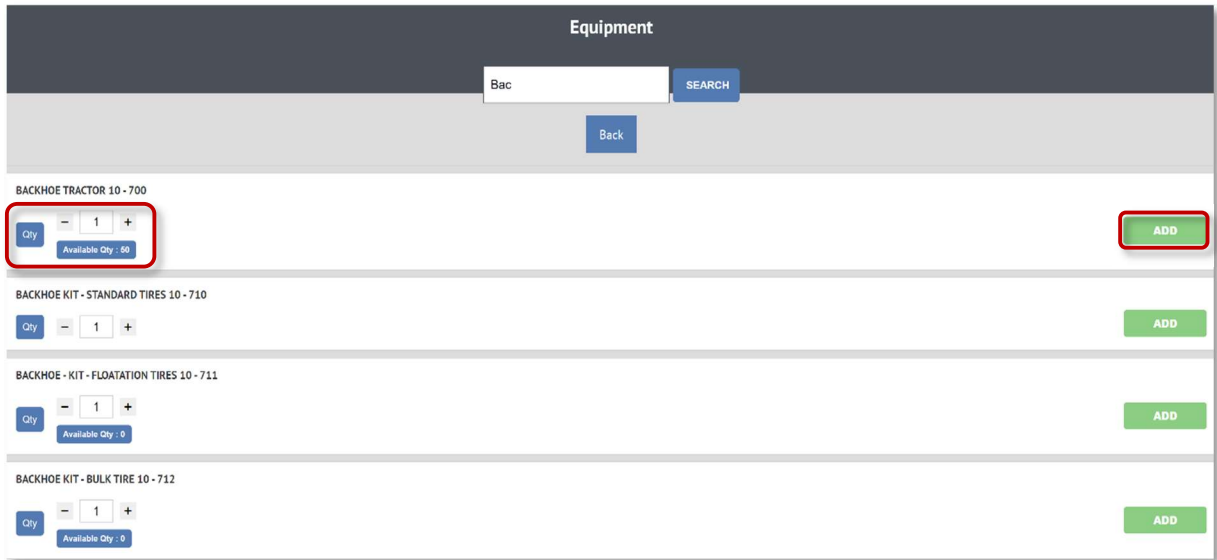 Equipment
Bac SEARCH
Back
BACKHOE TRACTOR 10 - 700
Qty − 1 +
Available Qty : 50
ADD
BACKHOE KIT - STANDARD TIRES 10 - 710
Qty − 1 +
ADD
BACKHOE - KIT - FLOATATION TIRES 10 - 711
Qty − 1 +
Available Qty : 0
ADD
BACKHOE KIT - BULK TIRE 10 - 712
Qty − 1 +
Available Qty : 0
ADD